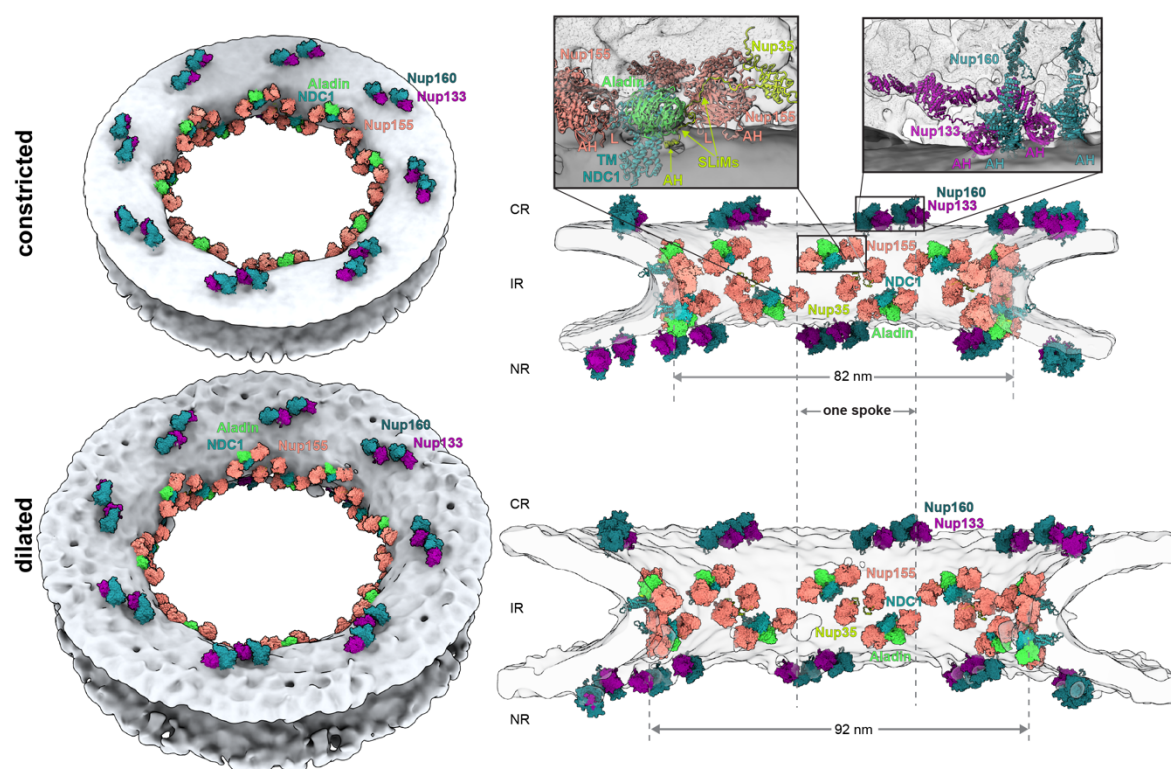 constricted
Aladin
NDC1
Nup160
Nup133
Nup155
dilated
Aladin
NDC1
Nup155
Nup160
Nup133
Nup155
Aladin
Nup35
Nup155
AH
L
L
AH
TM
SLiMs
NDC1
AH
Nup160
Nup133
AH
AH
AH
AH
CR
IR
NR
Nup160
Nup133
Nup155
NDC1
Nup35
Aladin
82 nm
one spoke
CR
IR
NR
Nup160
Nup133
Nup155
NDC1
Nup35
Aladin
92 nm